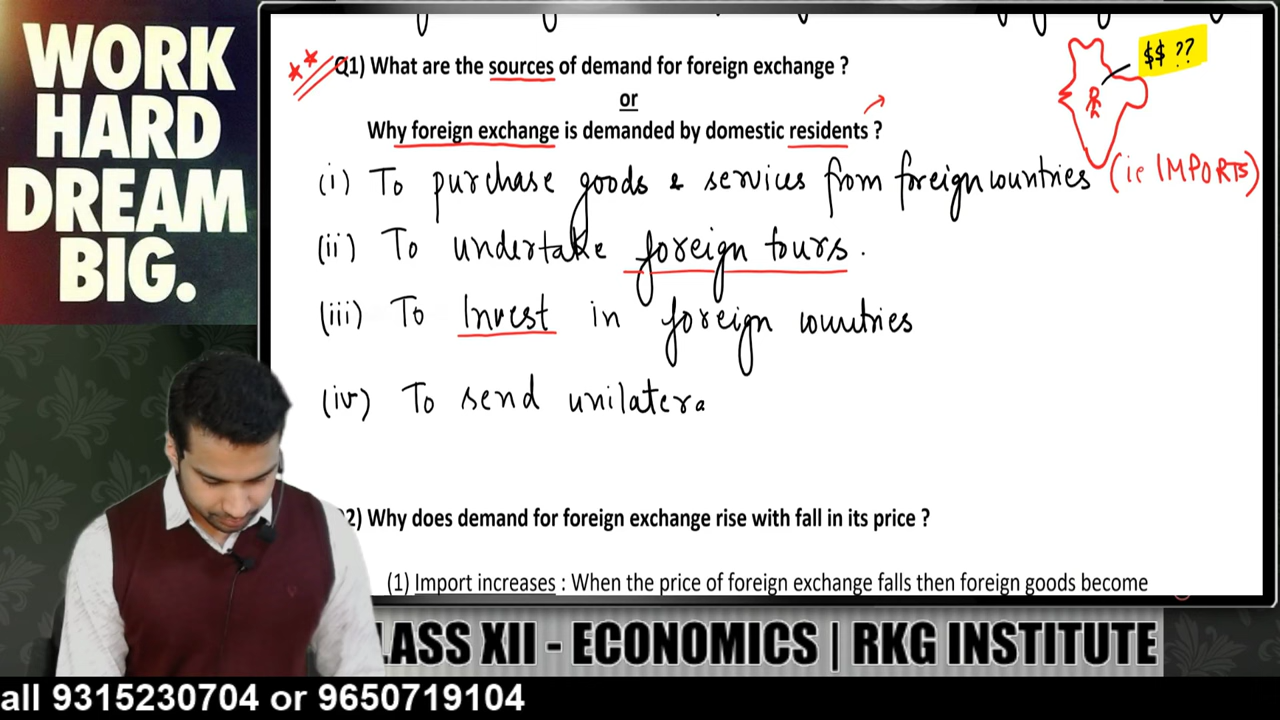 WORK
HARD
DREAM
BIG.
$$ ??
Q1) What are the sources of demand for foreign exchange ?
or
Why foreign exchange is demanded by domestic residents ?
(i) To purchase goods & services from foreign countries (ie IMPORTS)
(ii) To undertake foreign tours.
(iii) To Invest in foreign countries
(iv) To send unilatera
2) Why does demand for foreign exchange rise with fall in its price ?
(1) Import increases : When the price of foreign exchange falls then foreign goods become
LASS XII - ECONOMICS | RKG INSTITUTE
all 9315230704 or 9650719104